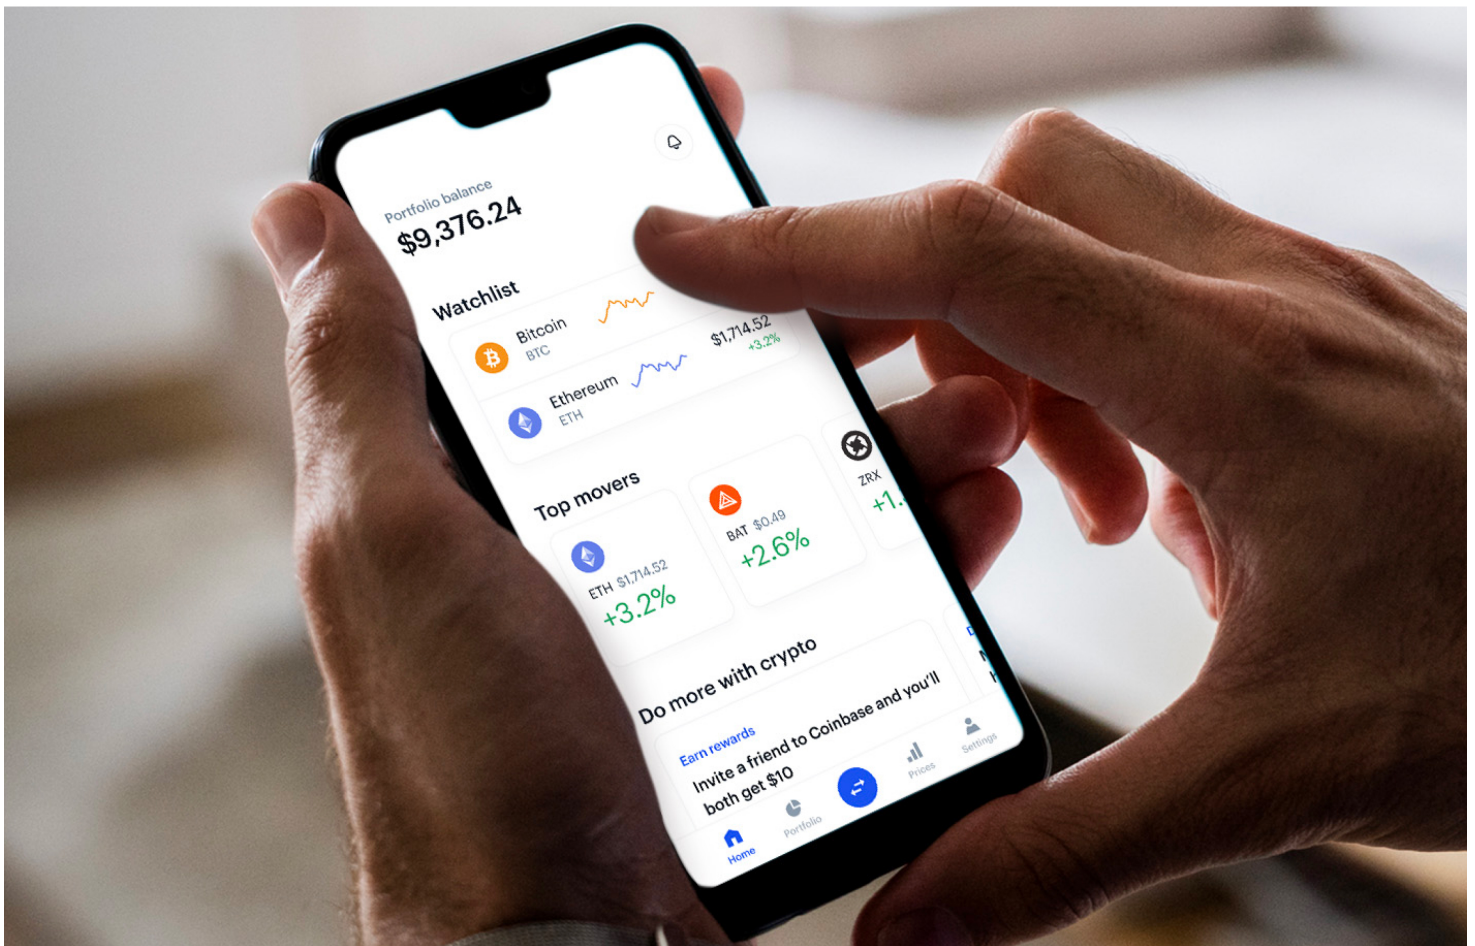 Portfolio balance
$9,376.24
Watchlist
Bitcoin
BTC
Ethereum
ETH
$1,714.52
+3.2%
Top movers
ETH $1,714.52
+3.2%
BAT $0.49
+2.6%
ZRX
+1.
Do more with crypto
Earn rewards
Invite a friend to Coinbase and you'll
both get $10
Home
Portfolio
Prices
Settings